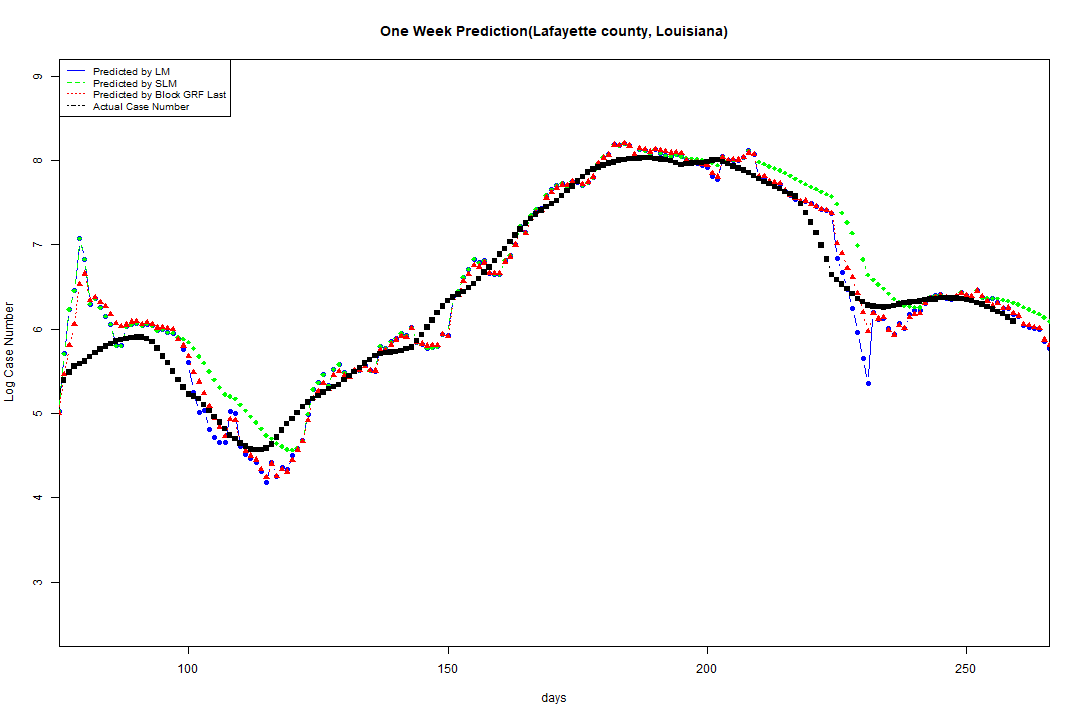 One Week Prediction(Lafayette county, Louisiana)
Predicted by LM
Predicted by SLM
Predicted by Block GRF Last
Actual Case Number
Log Case Number
9
8
7
6
5
4
3
100 150 200 250
days